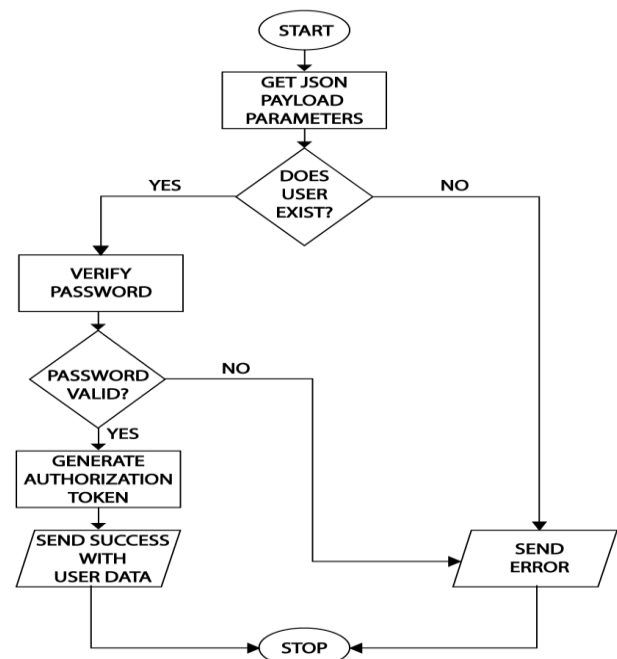 START
GET JSON
PAYLOAD
PARAMETERS
DOES
USER
EXIST?
YES
NO
VERIFY
PASSWORD
PASSWORD
VALID?
NO
YES
GENERATE
AUTHORIZATION
TOKEN
SEND SUCCESS
WITH
USER DATA
SEND
ERROR
STOP